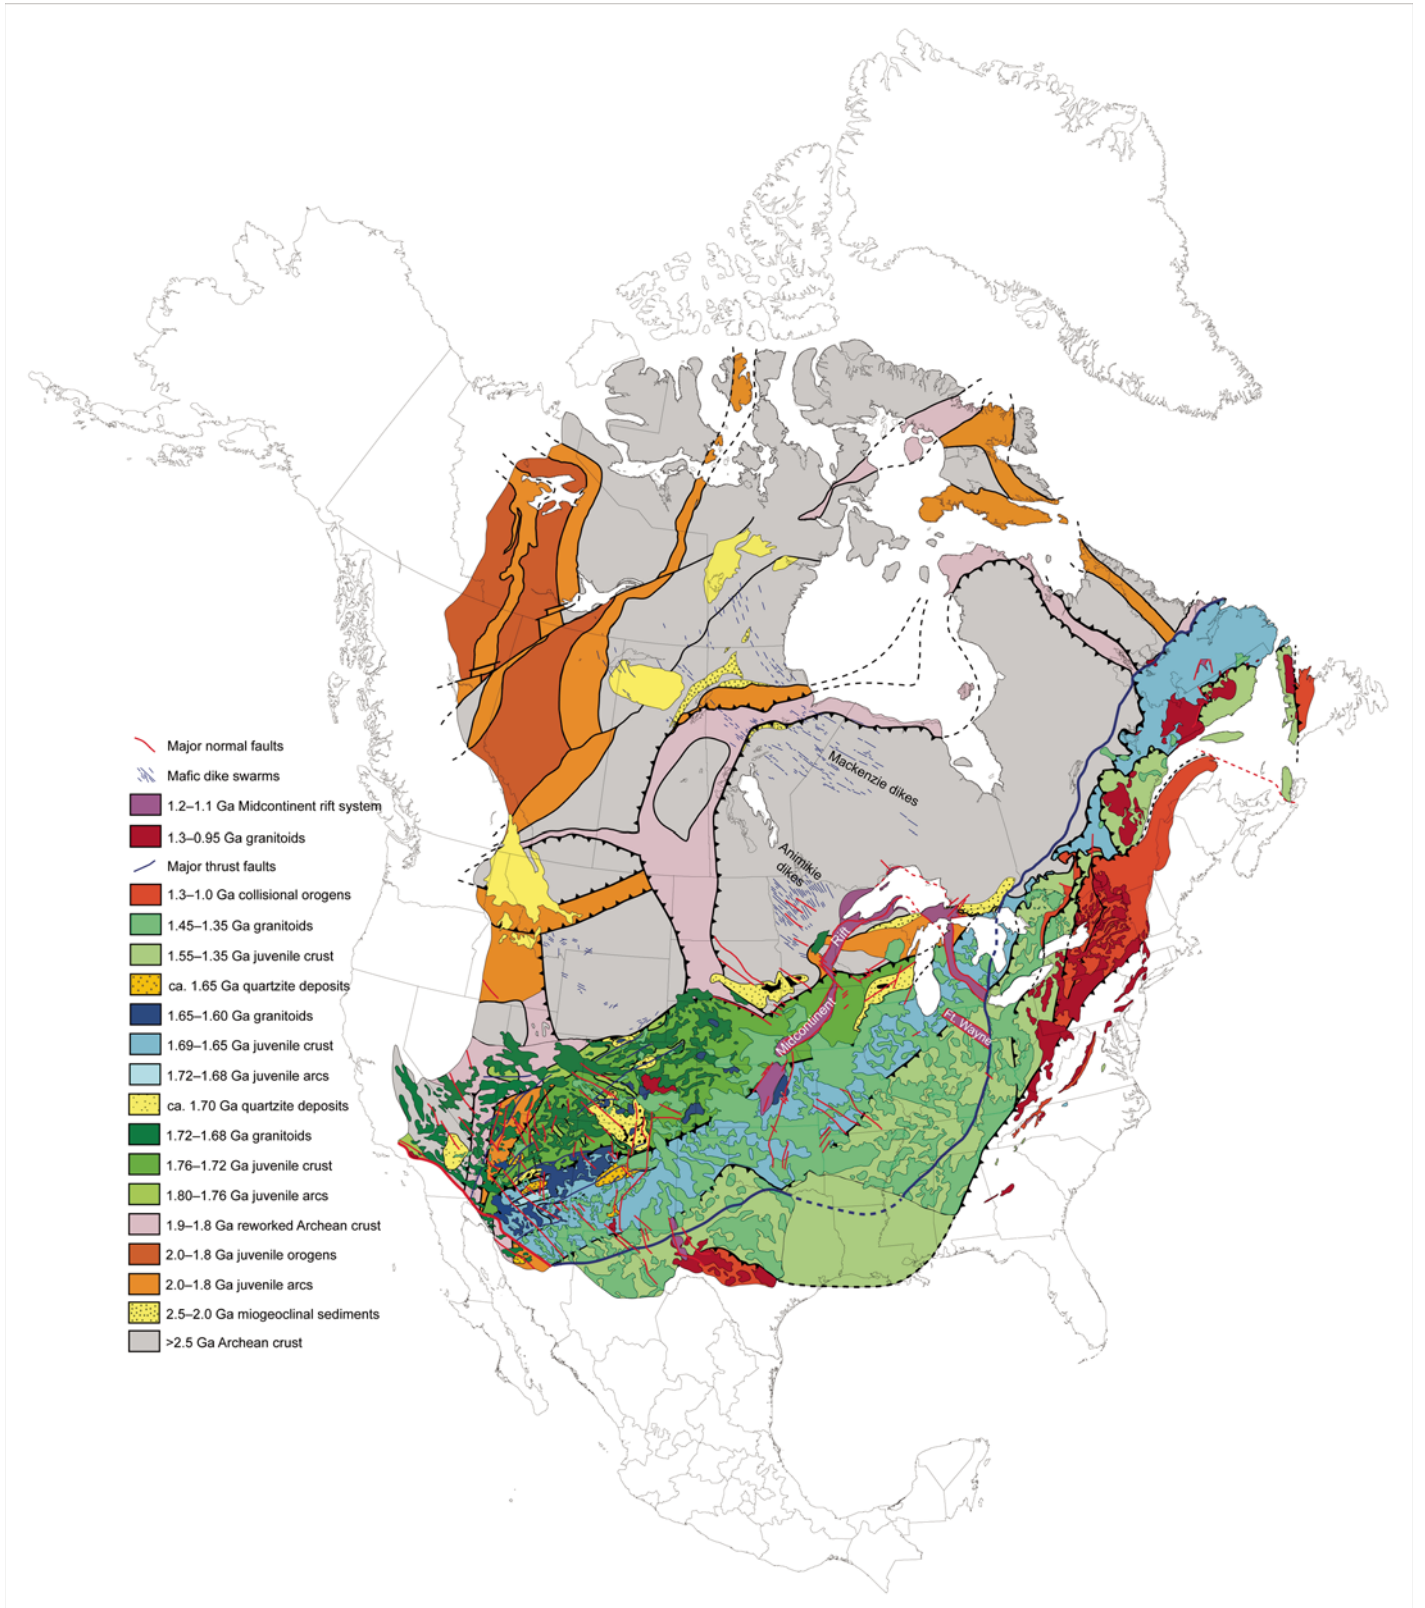 Major normal faults
Mafic dike swarms
1.2–1.1 Ga Midcontinent rift system
1.3–0.95 Ga granitoids
Major thrust faults
1.3–1.0 Ga collisional orogens
1.45–1.35 Ga granitoids
1.55–1.35 Ga juvenile crust
ca. 1.65 Ga quartzite deposits
1.65–1.60 Ga granitoids
1.69–1.65 Ga juvenile crust
1.72–1.68 Ga juvenile arcs
ca. 1.70 Ga quartzite deposits
1.72–1.68 Ga granitoids
1.76–1.72 Ga juvenile crust
1.80–1.76 Ga juvenile arcs
1.9–1.8 Ga reworked Archean crust
2.0–1.8 Ga juvenile orogens
2.0–1.8 Ga juvenile arcs
2.5–2.0 Ga miogeoclinal sediments
>2.5 Ga Archean crust
Mackenzie dikes
Animikie
dikes
Rift
Midcontinent
Ft. Wayne